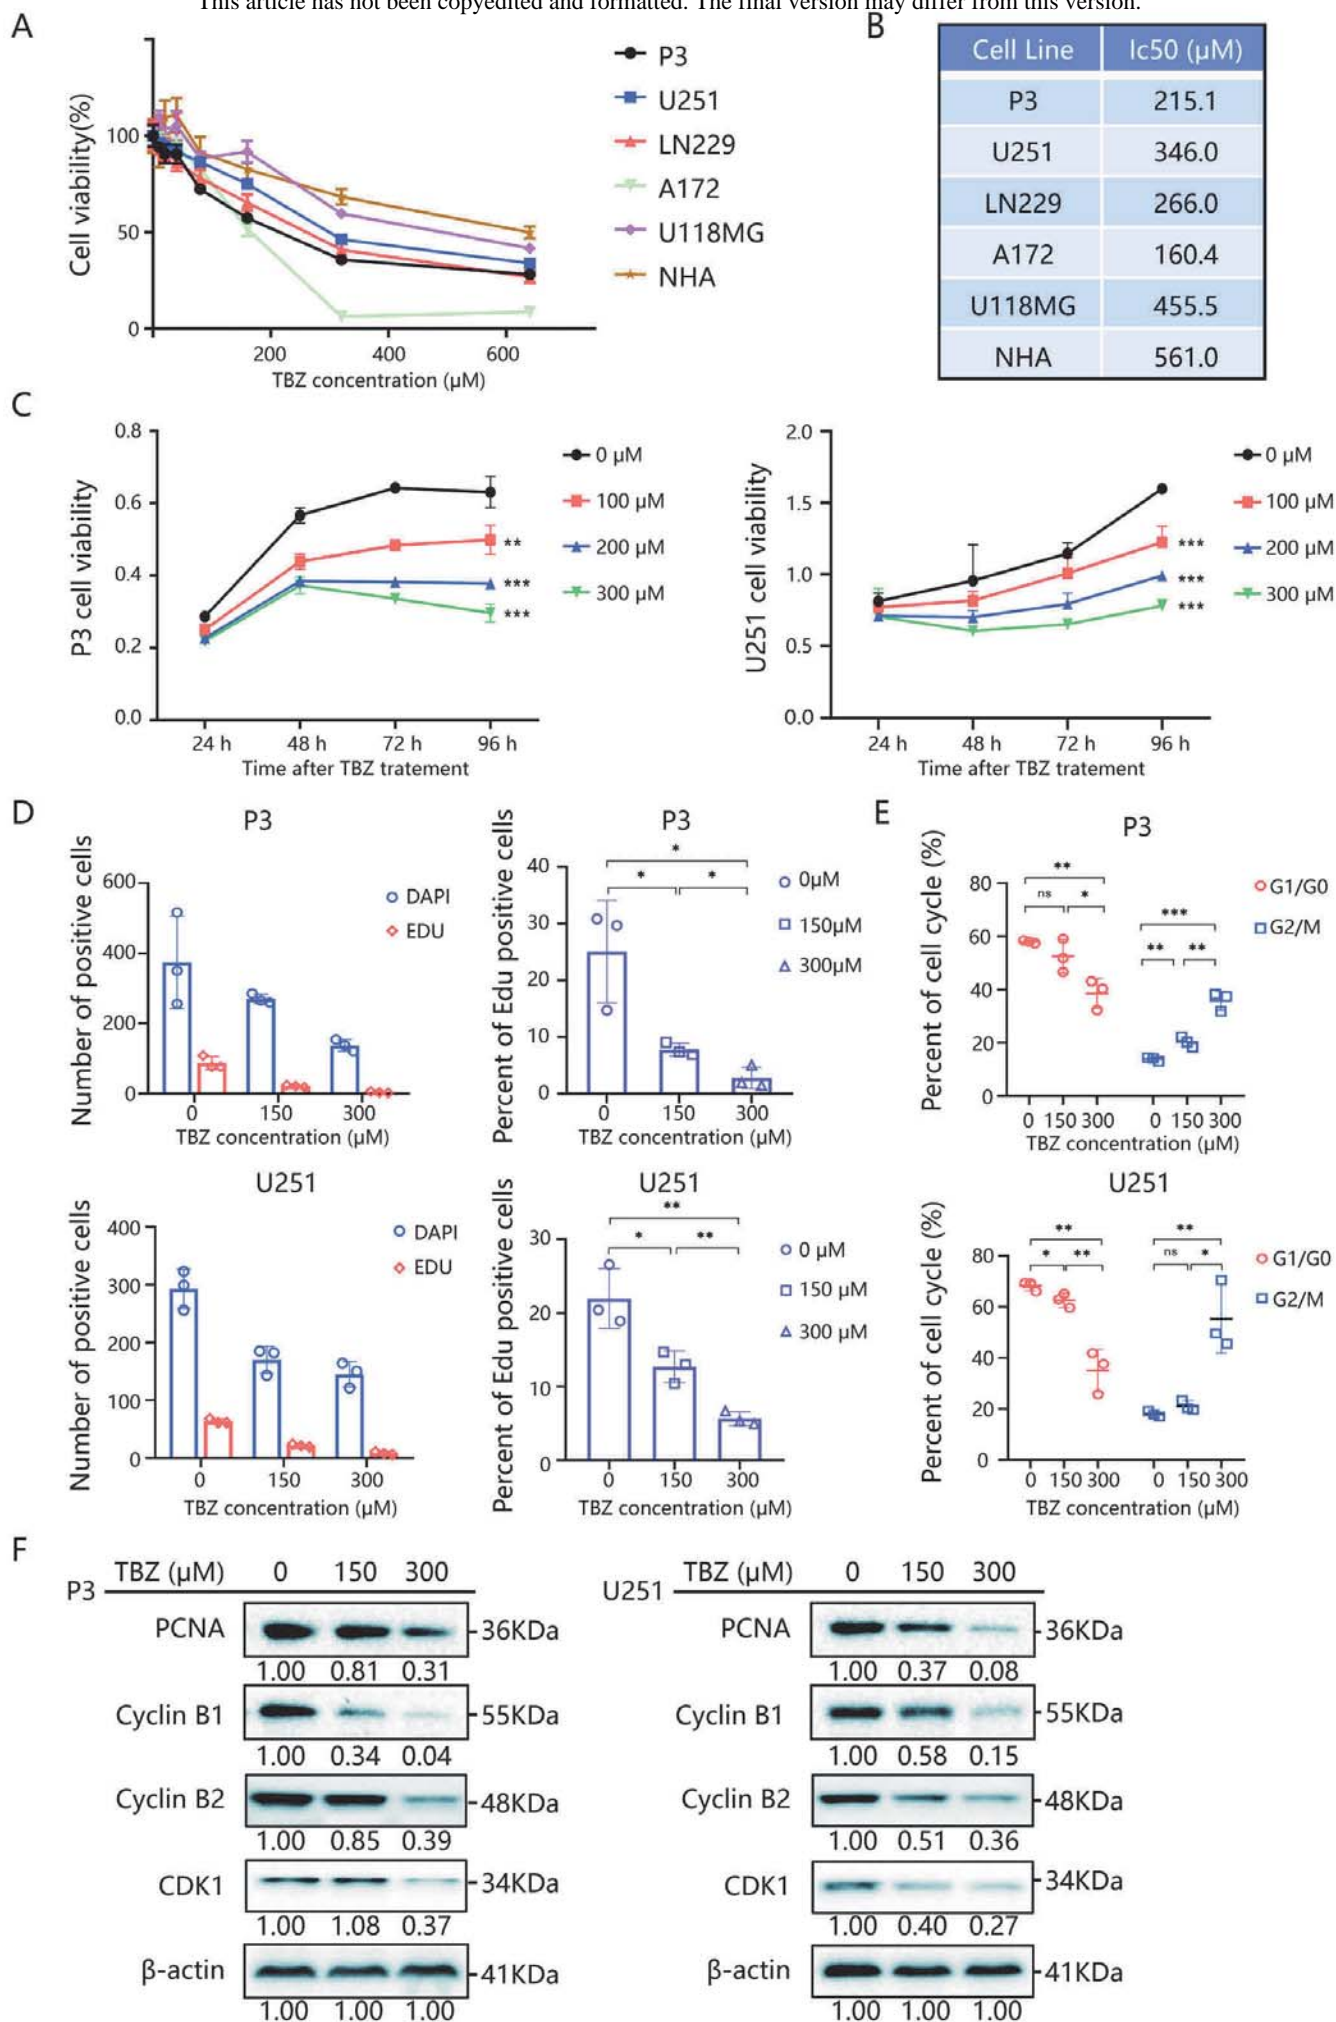 This article has not been copyedited and formatted. The final version may differ from this version.
A
Cell viability(%)
100
50
0
200 400 600
TBZ concentration (μM)
P3
U251
LN229
A172
U118MG
NHA
B
Cell Line Ic50 (μM)
P3 215.1
U251 346.0
LN229 266.0
A172 160.4
U118MG 455.5
NHA 561.0
C
P3 cell viability
0.8
0.6
0.4
0.2
0.0
24 h 48 h 72 h 96 h
Time after TBZ tratement
**
***
***
0 μM
100 μM
200 μM
300 μM
U251 cell viability
2.0
1.5
1.0
0.5
0.0
24 h 48 h 72 h 96 h
Time after TBZ tratement
***
***
***
0 μM
100 μM
200 μM
300 μM
D
P3
Number of positive cells
600
400
200
0
0 150 300
TBZ concentration (μM)
DAPI
EDU
P3
Percent of Edu positive cells
40
30
20
10
0
*
* *
0 150 300
TBZ concentration (μM)
0μM
150μM
300μM
E
P3
Percent of cell cycle (%)
80
60
40
20
0
**
ns *
***
** **
0 150 300 0 150 300
TBZ concentration (μM)
G1/G0
G2/M
U251
Number of positive cells
400
300
200
100
0
0 150 300
TBZ concentration (μM)
DAPI
EDU
U251
Percent of Edu positive cells
30
20
10
0
**
* **
0 150 300
TBZ concentration (μM)
0 μM
150 μM
300 μM
U251
Percent of cell cycle (%)
80
60
40
20
0
** **
* ** ns *
0 150 300 0 150 300
TBZ concentration (μM)
G1/G0
G2/M
F
P3 TBZ (μM) 0 150 300
PCNA 36KDa
1.00 0.81 0.31
Cyclin B1 55KDa
1.00 0.34 0.04
Cyclin B2 48KDa
1.00 0.85 0.39
CDK1 34KDa
1.00 1.08 0.37
β-actin 41KDa
1.00 1.00 1.00
U251 TBZ (μM) 0 150 300
PCNA 36KDa
1.00 0.37 0.08
Cyclin B1 55KDa
1.00 0.58 0.15
Cyclin B2 48KDa
1.00 0.51 0.36
CDK1 34KDa
1.00 0.40 0.27
β-actin 41KDa
1.00 1.00 1.00